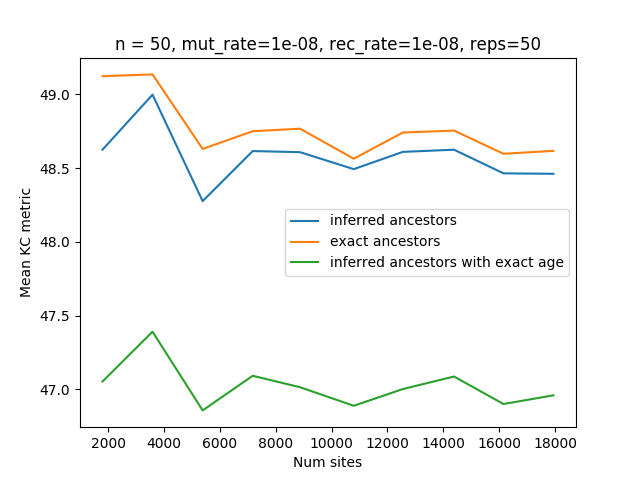 n = 50, mut_rate=1e-08, rec_rate=1e-08, reps=50
Mean KC metric
49.0
48.5
48.0
47.5
47.0
inferred ancestors
exact ancestors
inferred ancestors with exact age
2000 4000 6000 8000 10000 12000 14000 16000 18000
Num sites